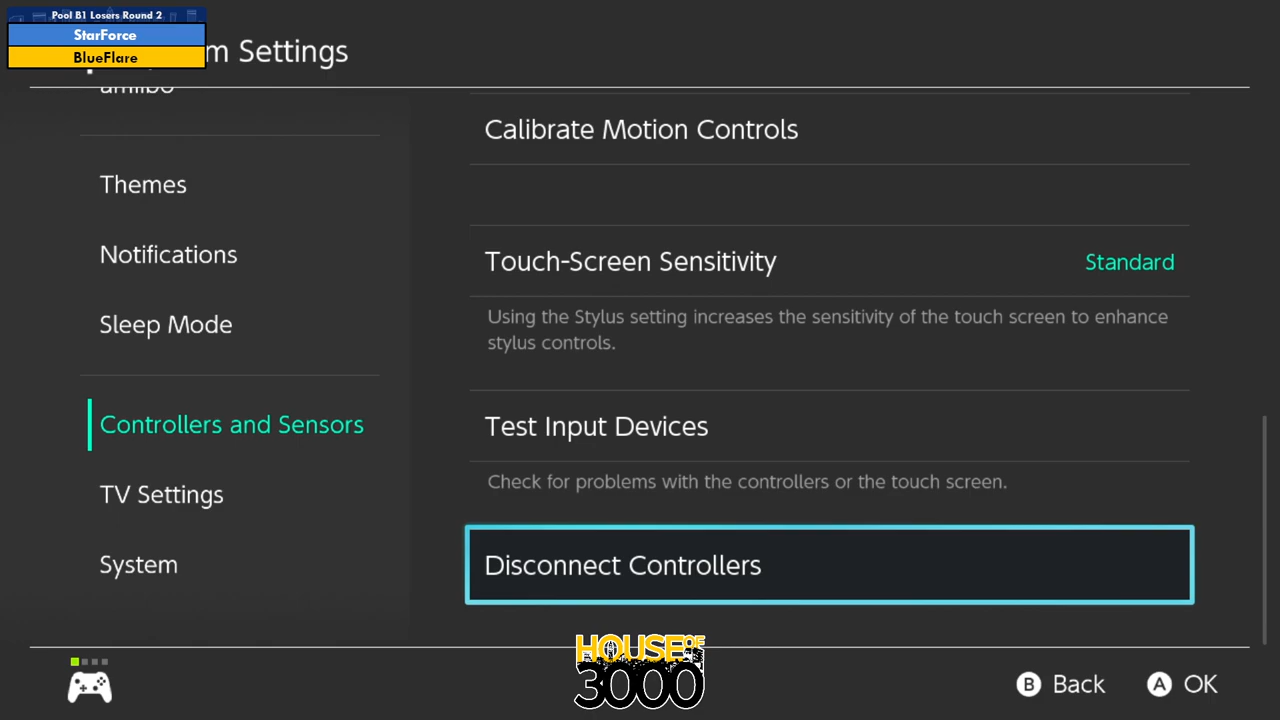 Pool B1 Losers Round 2
StarForce
BlueFlare
m Settings
amiibo
Themes
Notifications
Sleep Mode
Controllers and Sensors
TV Settings
System
Calibrate Motion Controls
Touch-Screen Sensitivity Standard
Using the Stylus setting increases the sensitivity of the touch screen to enhance
stylus controls.
Test Input Devices
Check for problems with the controllers or the touch screen.
Disconnect Controllers
HOUSE OF
3000
B Back A OK